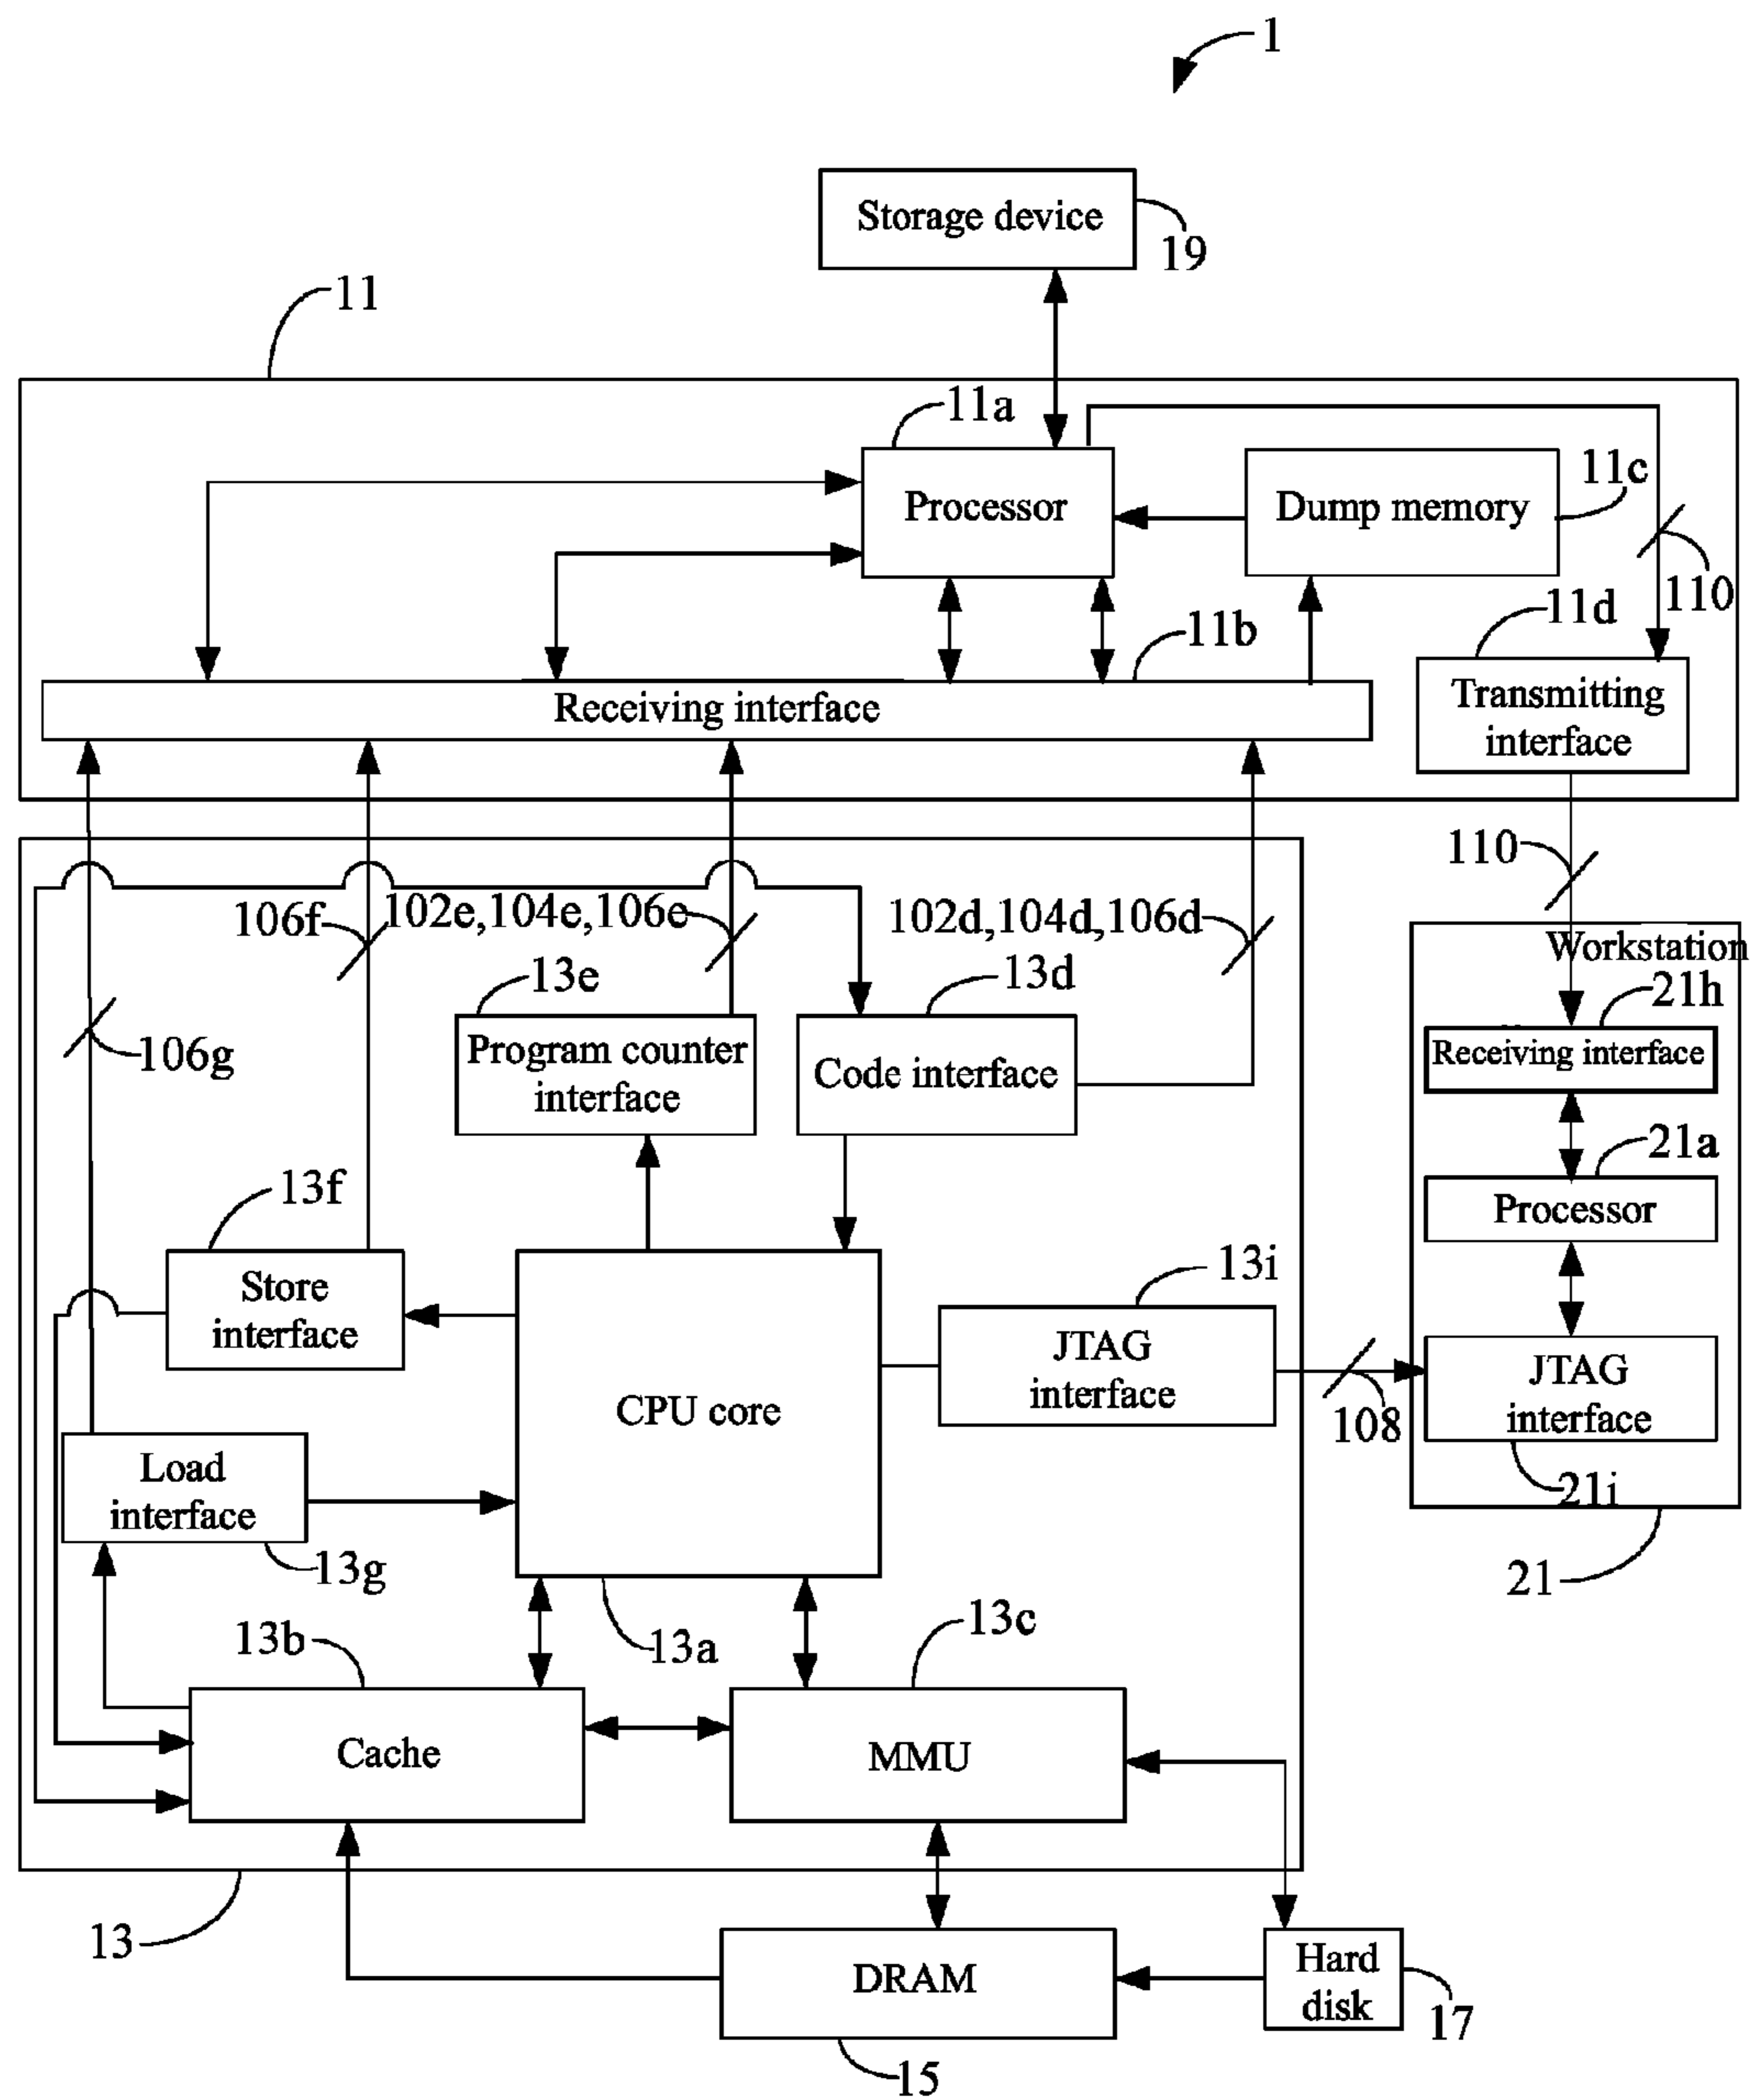 1
Storage device
19
11
11a
11c
Processor
Dump memory
110
11d
11b
Transmitting
interface
Receiving interface
110
106f
102e,104e,106e
102d,104d,106d
Workstation
13e
13d
21h
106g
Program counter
interface
Code interface
Receiving interface
21a
13f
Processor
13i
Store
interface
JTAG
interface
JTAG
interface
CPU core
108
Load
interface
21i
13g
21
13b
13a
13c
Cache
MMU
13
DRAM
Hard
disk
17
15